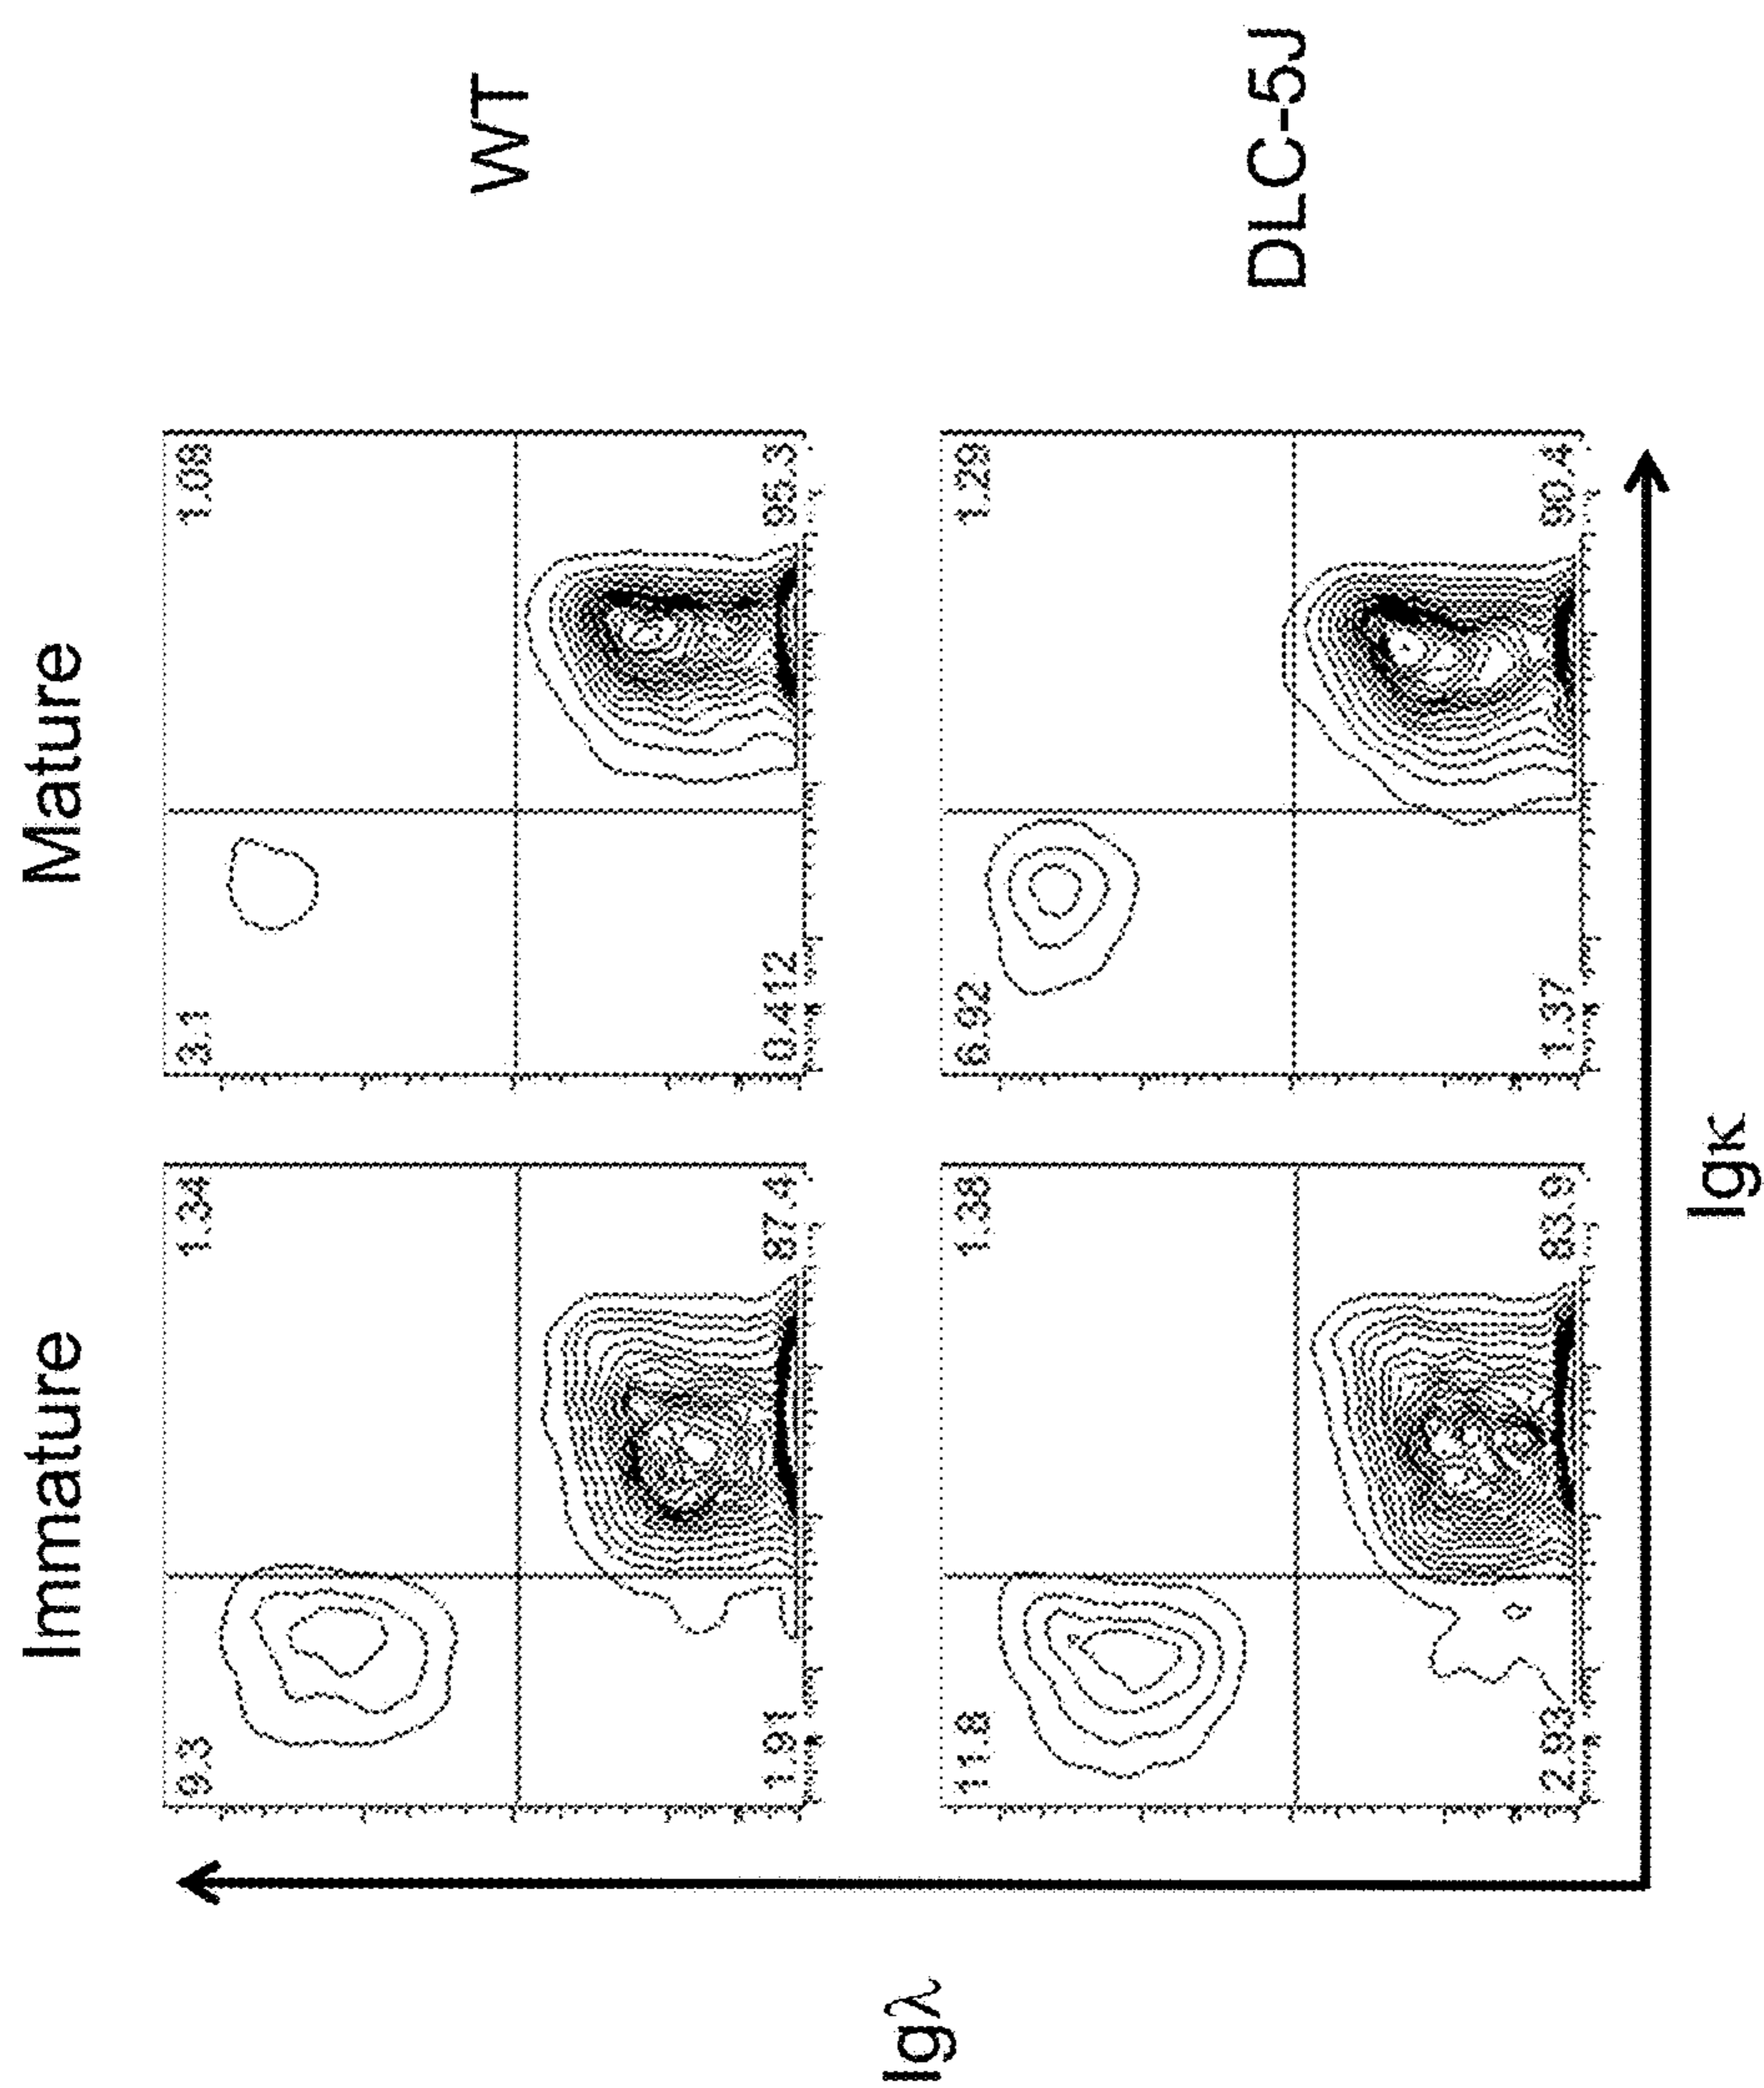 Immature
Mature
9.3
1.34
3.1
1.08
1.91
87.4
0.412
95.3
WT
11.8
1.38
6.92
1.29
2.93
83.9
1.37
90.4
DLC-5J
Igλ
Igκ